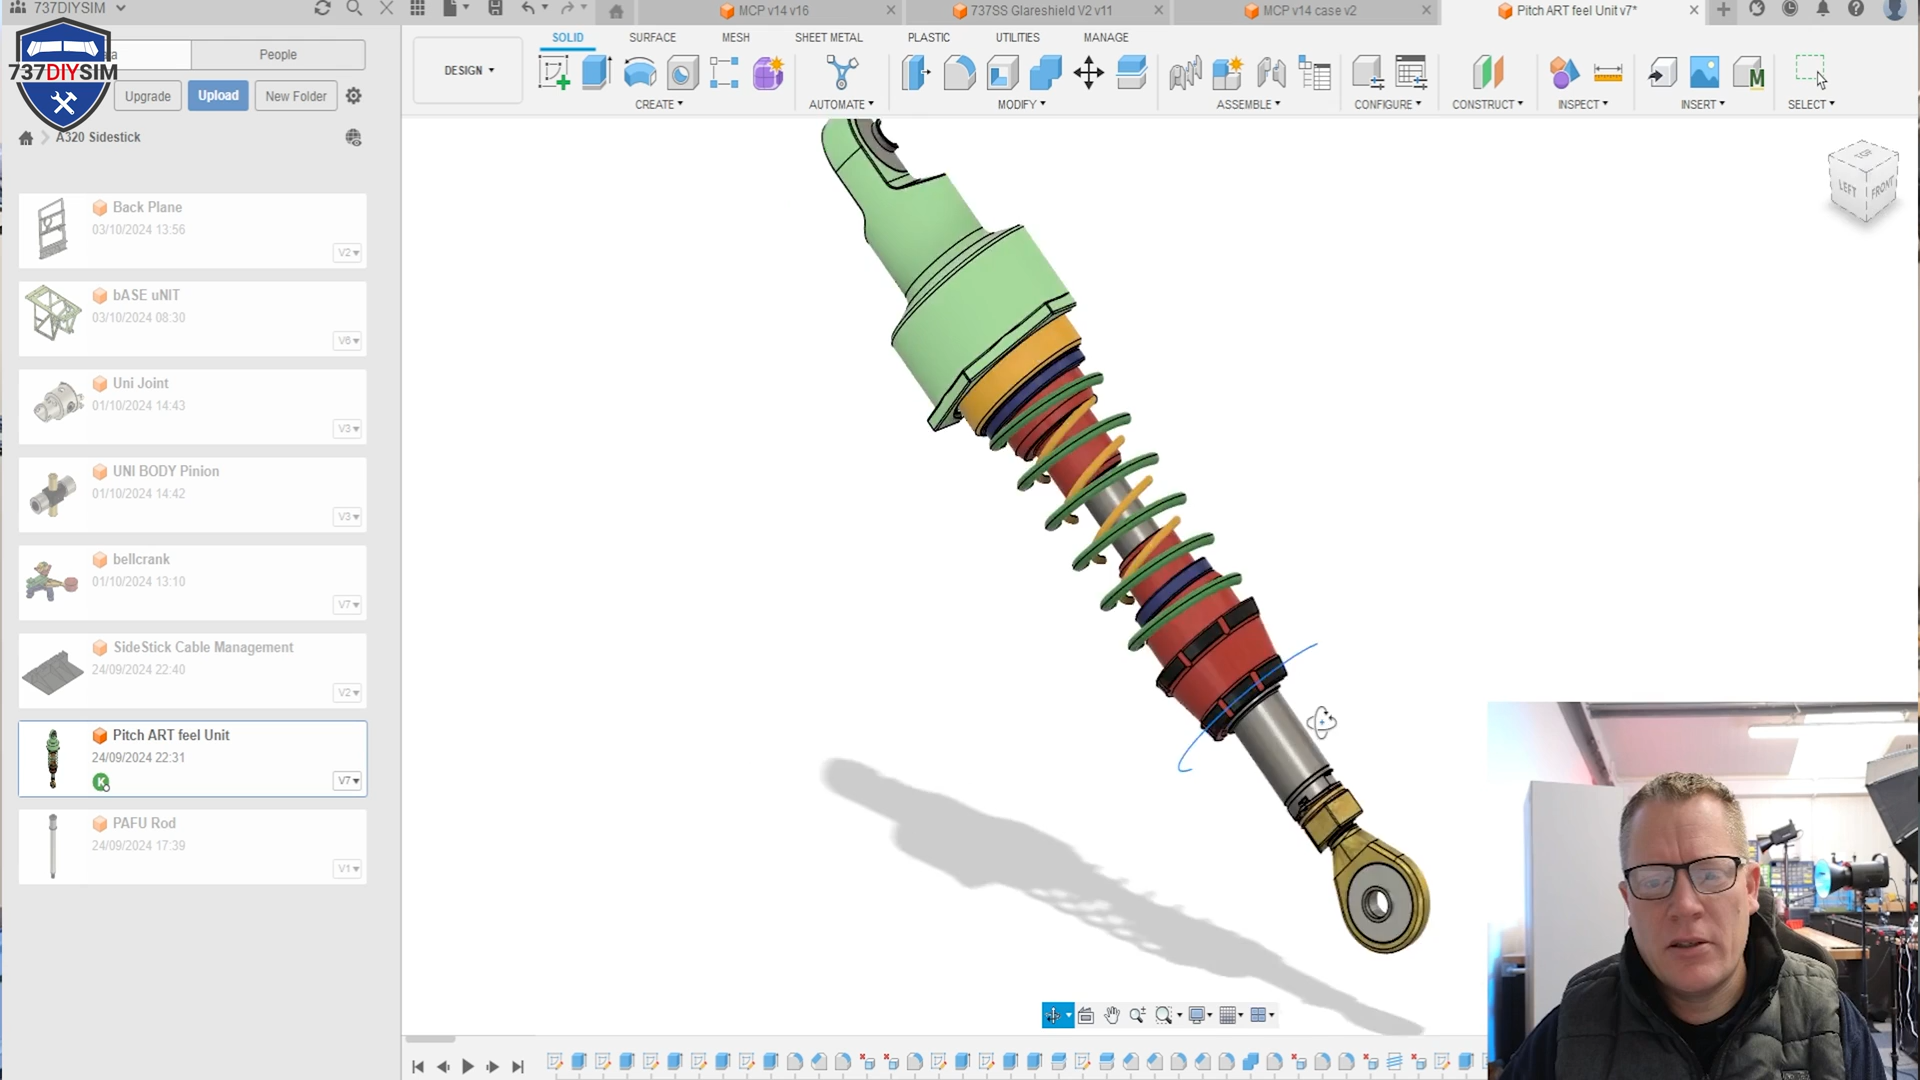 737DIYSIM
MCP v14 v16
737SS Glareshield V2 v11
MCP v14 case v2
Pitch ART feel Unit v7*
737DIYSIM
People
Upgrade
Upload
New Folder
A320 Sidestick
DESIGN
SOLID
SURFACE
MESH
SHEET METAL
PLASTIC
UTILITIES
MANAGE
CREATE
AUTOMATE
MODIFY
ASSEMBLE
CONFIGURE
CONSTRUCT
INSPECT
INSERT
SELECT
TOP
LEFT
FRONT
Back Plane
03/10/2024 13:56
V2
bASE uNIT
03/10/2024 08:30
V6
Uni Joint
01/10/2024 14:43
V3
UNI BODY Pinion
01/10/2024 14:42
V3
bellcrank
01/10/2024 13:10
V7
SideStick Cable Management
24/09/2024 22:40
V2
Pitch ART feel Unit
24/09/2024 22:31
K
V7
PAFU Rod
24/09/2024 17:39
V1